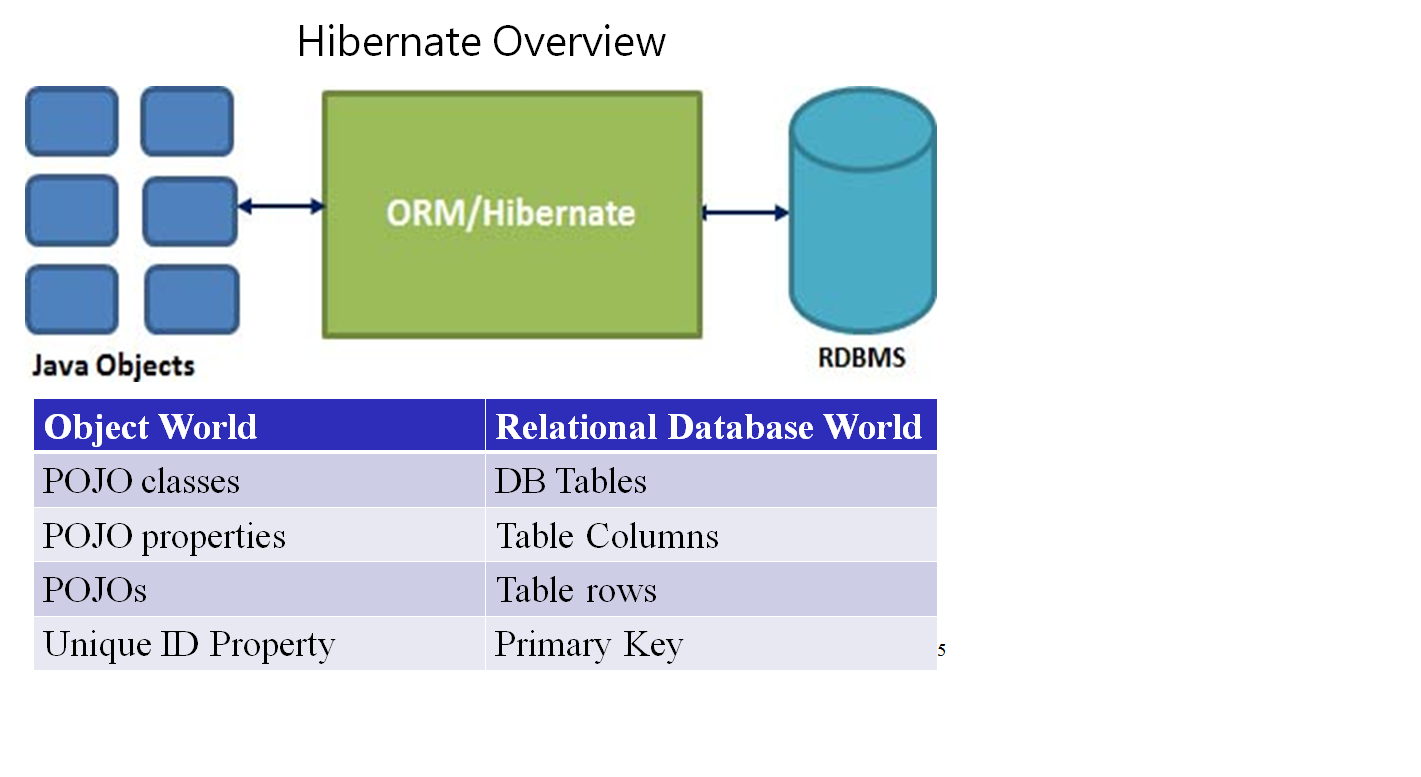 Hibernate Overview
ORM/Hibernate
Java Objects
RDBMS
Object World
Relational Database World
POJO classes
DB Tables
POJO properties
Table Columns
POJOs
Table rows
Unique ID Property
Primary Key
5